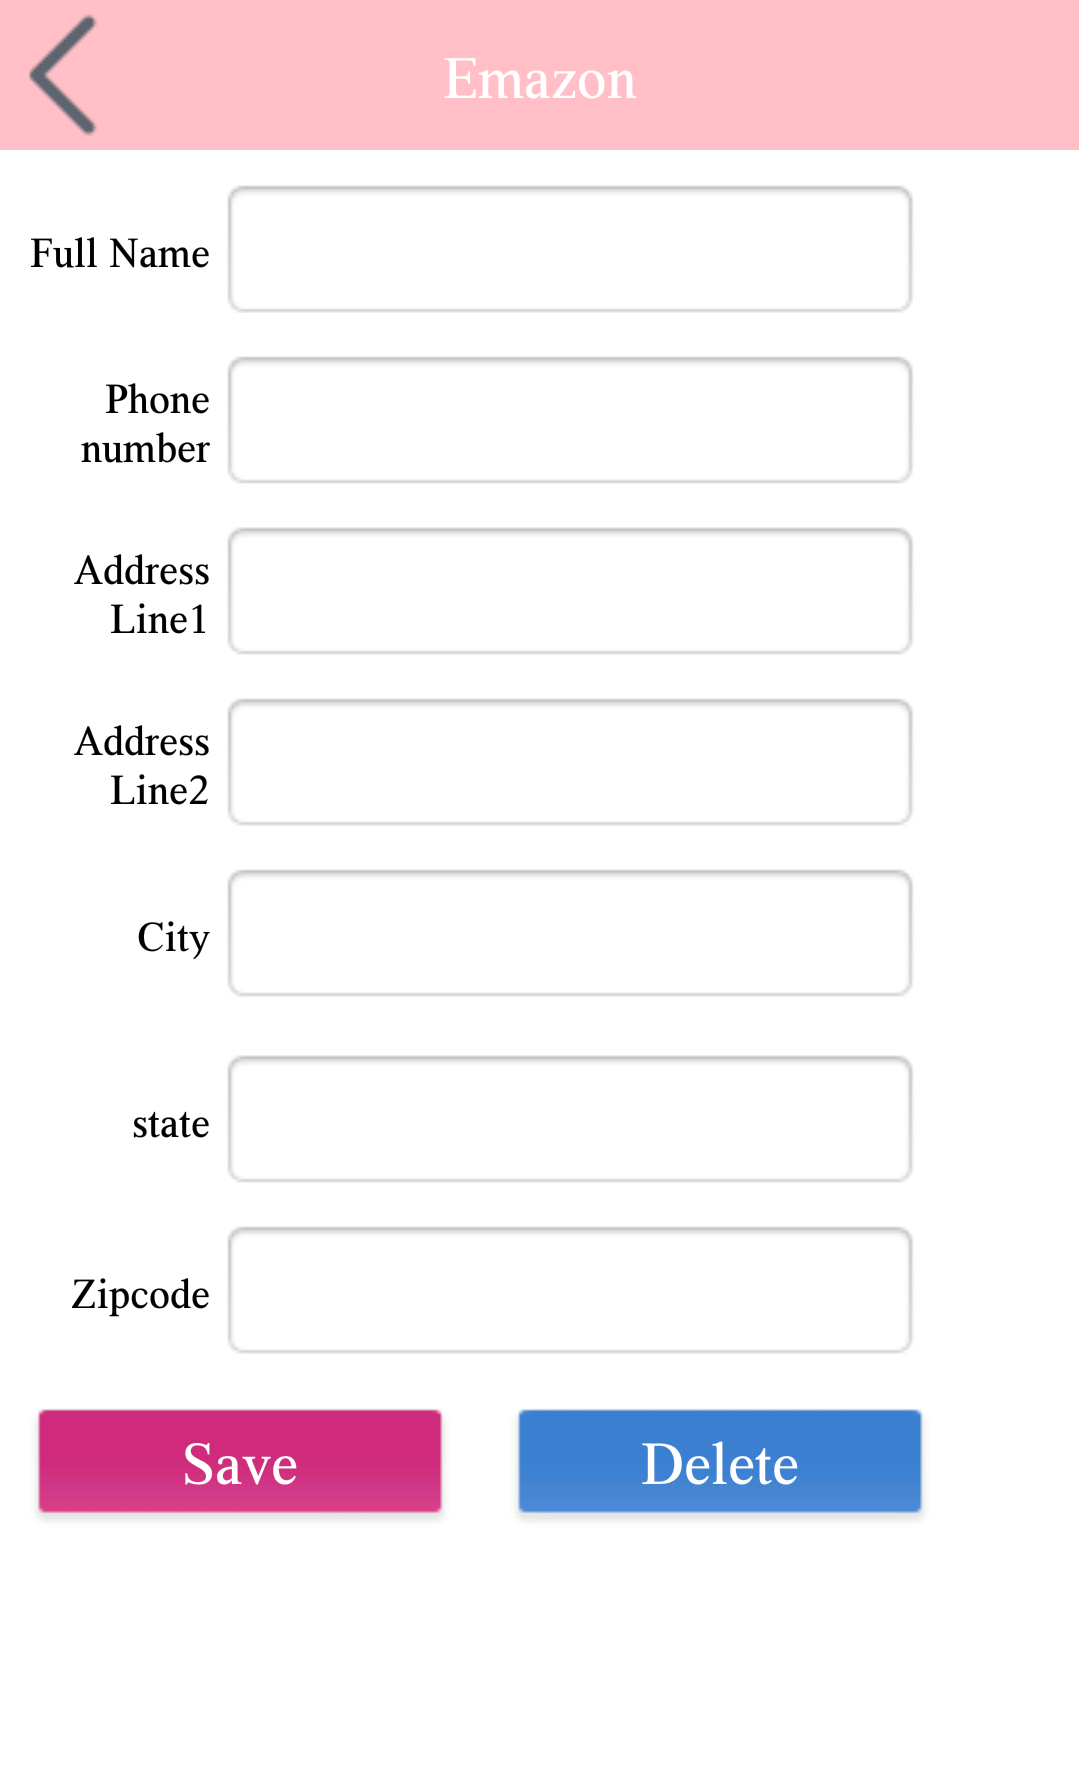 Emazon
Full Name
Phone
number
Address
Line1
Address
Line2
City
state
Zipcode
Save
Delete